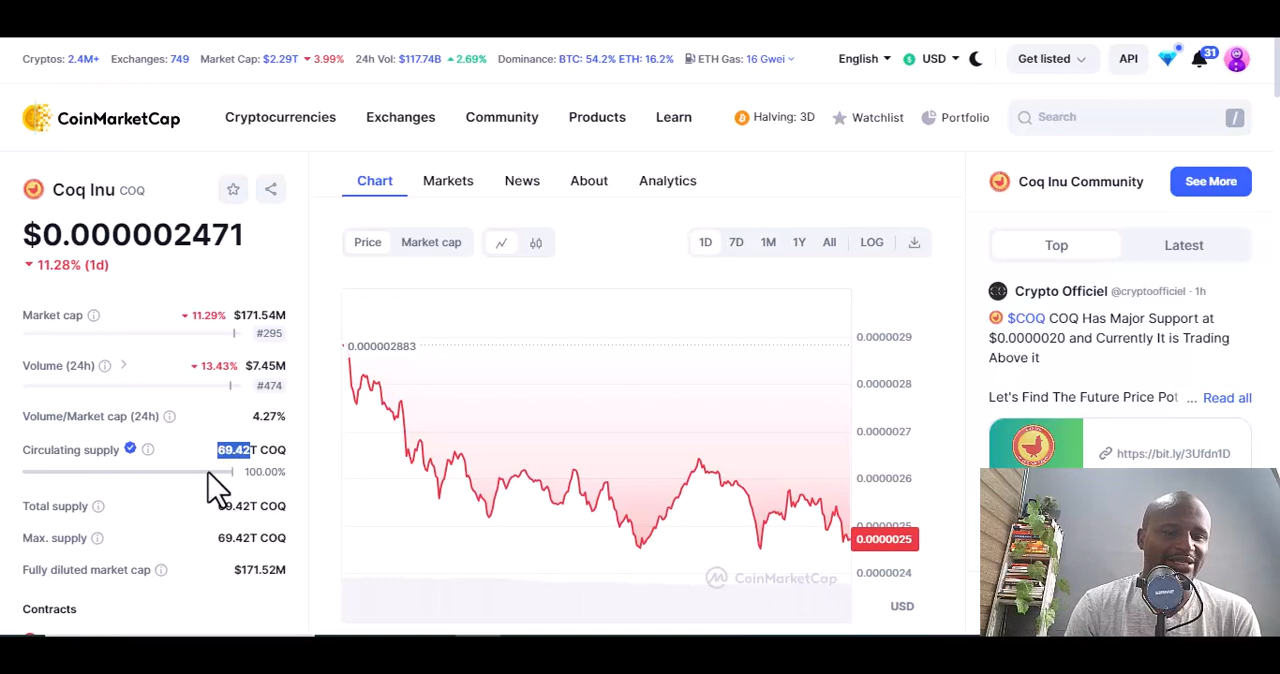 Cryptos: 2.4M+ Exchanges: 749 Market Cap: $2.29T 3.99% 24h Vol: $117.74B 2.69% Dominance: BTC: 54.2% ETH: 16.2% ETH Gas: 16 Gwei English USD Get listed API 31
CoinMarketCap Cryptocurrencies Exchanges Community Products Learn Halving: 3D Watchlist Portfolio Search /
Coq Inu COQ
$0.000002471
11.28% (1d)
Market cap 11.29% $171.54M
#295
Volume (24h) 13.43% $7.45M
#474
Volume/Market cap (24h) 4.27%
Circulating supply 69.42T COQ
100.00%
Total supply 69.42T COQ
Max. supply 69.42T COQ
Fully diluted market cap $171.52M
Contracts
Chart Markets News About Analytics
Price Market cap 1D 7D 1M 1Y All LOG
0.000002883
0.0000029
0.0000028
0.0000027
0.0000026
0.0000025
0.0000025
0.0000024
CoinMarketCap
USD
Coq Inu Community See More
Top Latest
Crypto Officiel @cryptoofficiel · 1h
$COQ COQ Has Major Support at
$0.0000020 and Currently It is Trading
Above it
Let's Find The Future Price Pot ... Read all
https://bit.ly/3Ufdn1D